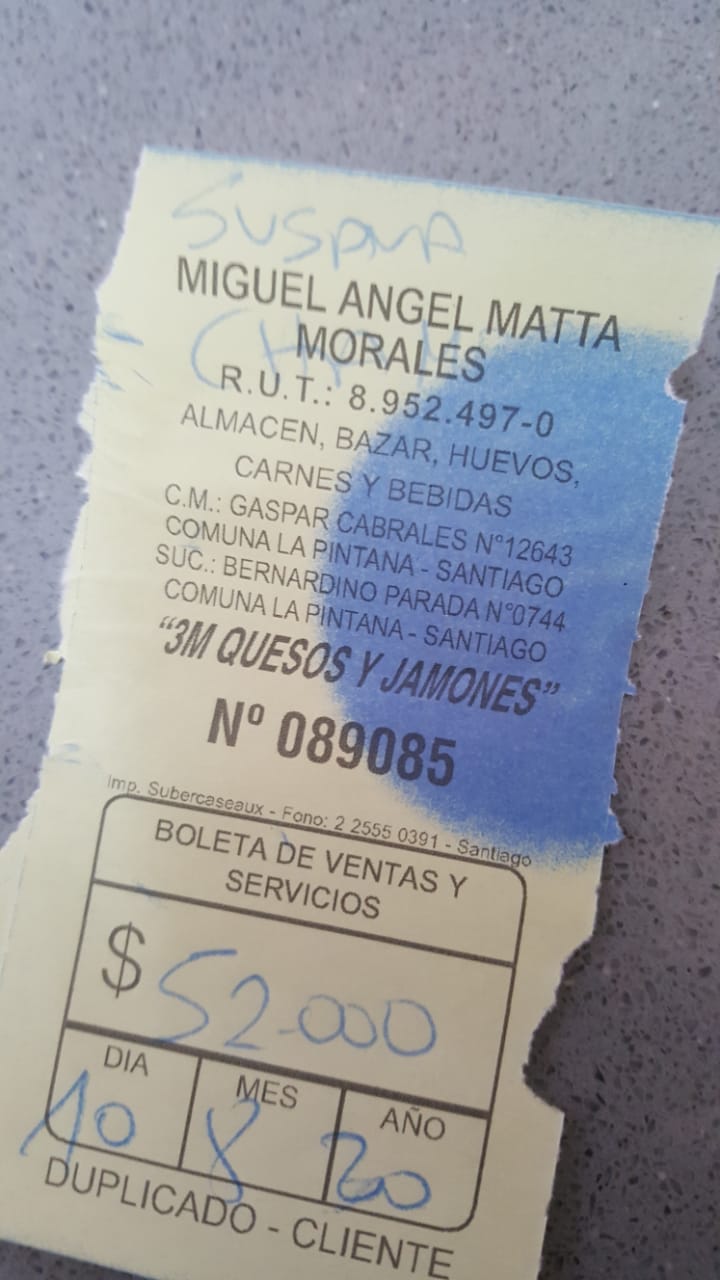 MIGUEL ANGEL MATTA
MORALES
R.U.T.: 8.952.497-0
ALMACEN, BAZAR, HUEVOS,
CARNES Y BEBIDAS
C.M.: GASPAR CABRALES N°12643
COMUNA LA PINTANA - SANTIAGO
SUC.: BERNARDINO PARADA N°0744
COMUNA LA PINTANA - SANTIAGO
“3M QUESOS Y JAMONES”
Nº 089085
Imp. Subercaseaux - Fono: 2 2555 0391 - Santiago
BOLETA DE VENTAS Y
SERVICIOS
$ 52.000
DIA MES AÑO
10 8 20
DUPLICADO - CLIENTE